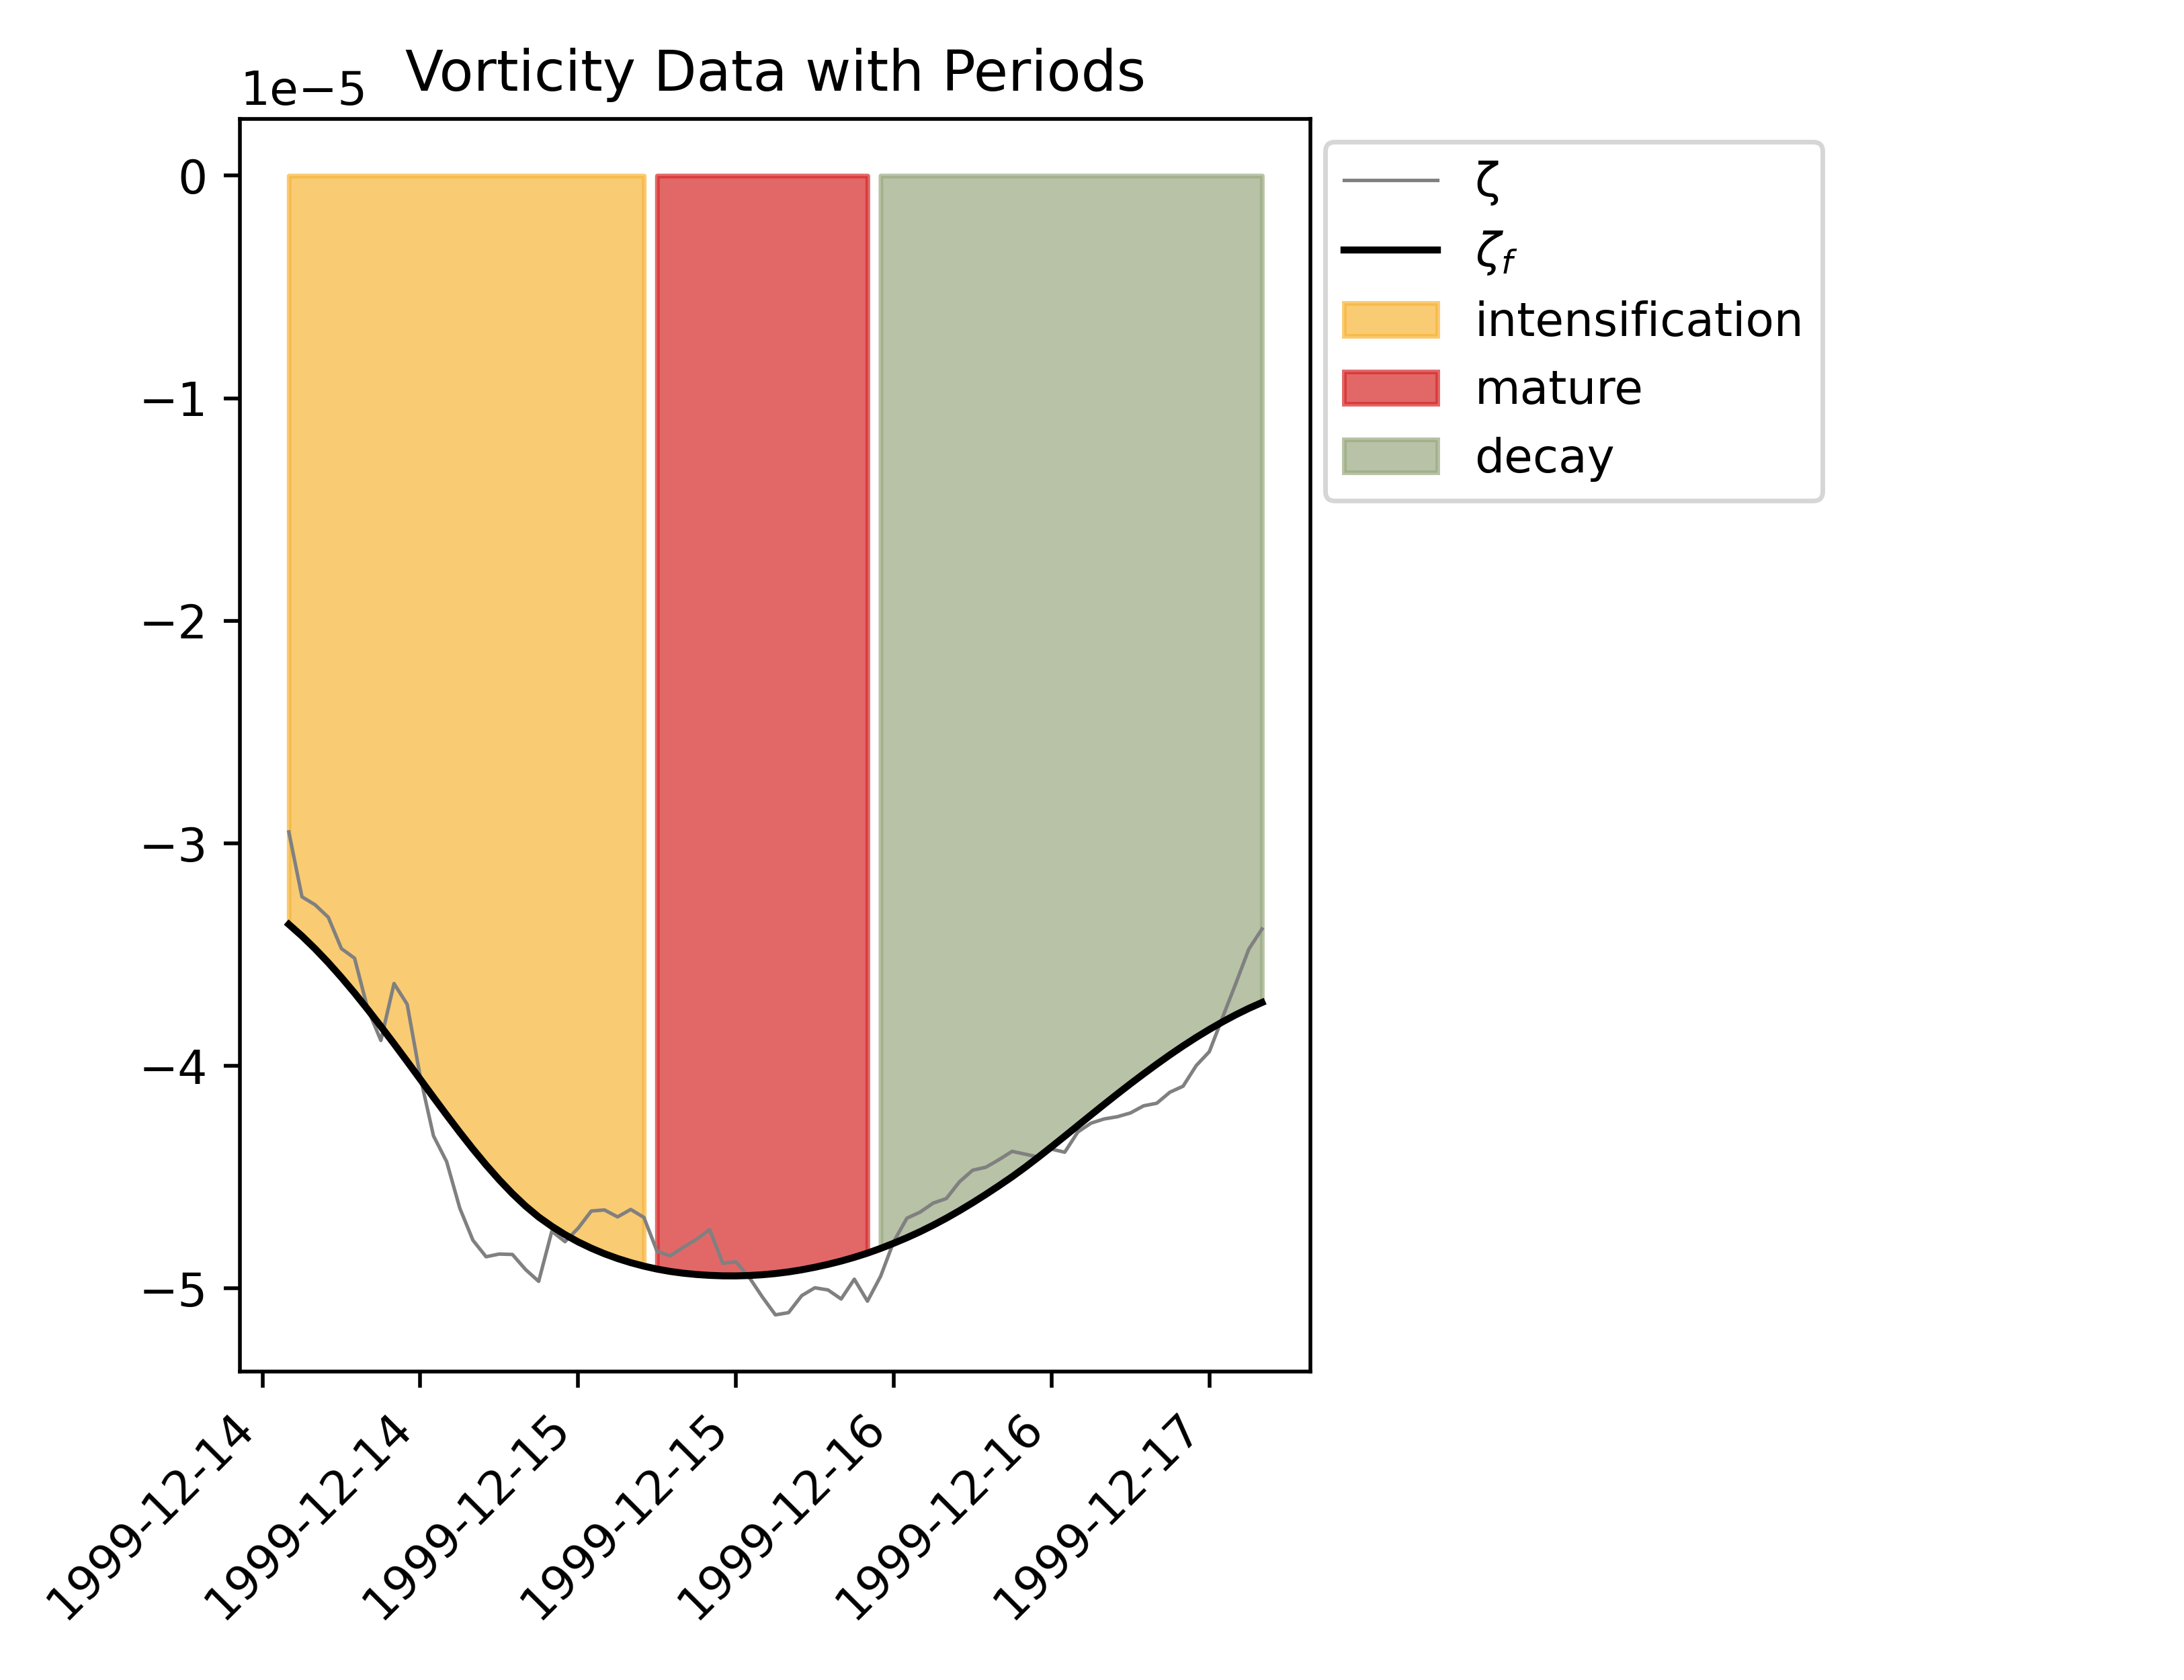 Vorticity Data with Periods
1e−5
0
−1
−2
−3
−4
−5
1999-12-14
1999-12-14
1999-12-15
1999-12-15
1999-12-16
1999-12-16
1999-12-17
ζ
ζf
intensification
mature
decay